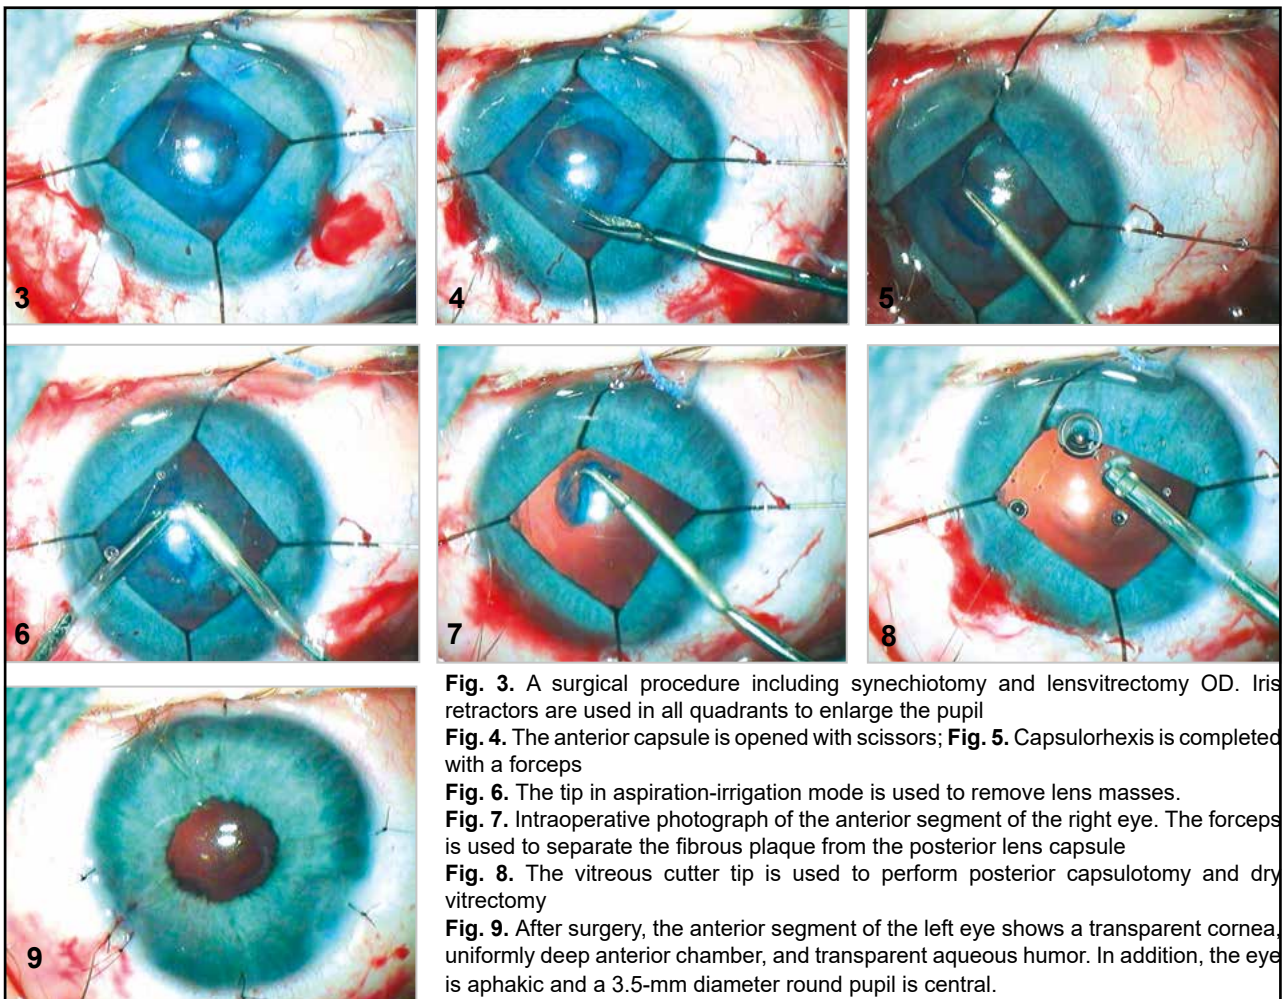 3
4
5
6
7
8
9
Fig. 3. A surgical procedure including synechiotomy and lensvitrectomy OD. Iris
retractors are used in all quadrants to enlarge the pupil
Fig. 4. The anterior capsule is opened with scissors; Fig. 5. Capsulorhexis is completed
with a forceps
Fig. 6. The tip in aspiration-irrigation mode is used to remove lens masses.
Fig. 7. Intraoperative photograph of the anterior segment of the right eye. The forceps
is used to separate the fibrous plaque from the posterior lens capsule
Fig. 8. The vitreous cutter tip is used to perform posterior capsulotomy and dry
vitrectomy
Fig. 9. After surgery, the anterior segment of the left eye shows a transparent cornea,
uniformly deep anterior chamber, and transparent aqueous humor. In addition, the eye
is aphakic and a 3.5-mm diameter round pupil is central.